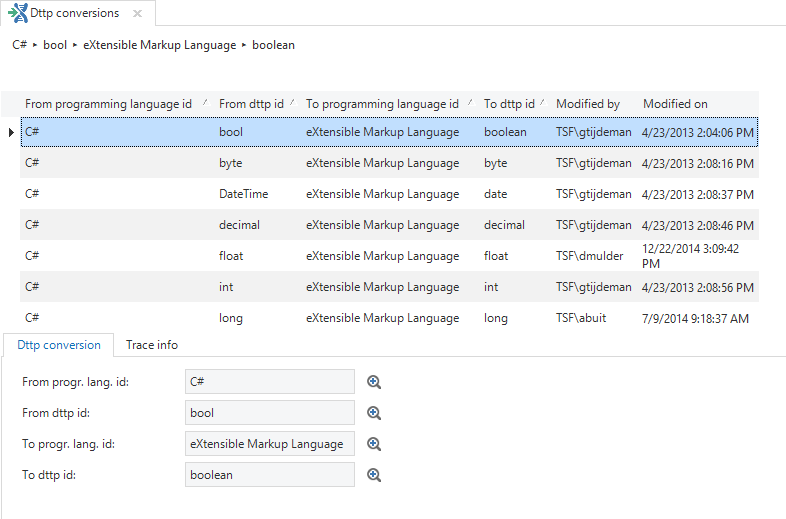 Dttp conversions
C# ▸ bool ▸ eXtensible Markup Language ▸ boolean
From programming language id From dttp id To programming language id To dttp id Modified by Modified on
C# bool eXtensible Markup Language boolean TSF\gtijdeman 4/23/2013 2:04:06 PM
C# byte eXtensible Markup Language byte TSF\gtijdeman 4/23/2013 2:08:16 PM
C# DateTime eXtensible Markup Language date TSF\gtijdeman 4/23/2013 2:08:37 PM
C# decimal eXtensible Markup Language decimal TSF\gtijdeman 4/23/2013 2:08:46 PM
C# float eXtensible Markup Language float TSF\dmulder 12/22/2014 3:09:42
PM
C# int eXtensible Markup Language int TSF\gtijdeman 4/23/2013 2:08:56 PM
C# long eXtensible Markup Language long TSF\abuit 7/9/2014 9:18:37 AM
Dttp conversion Trace info
From progr. lang. id: C#
From dttp id: bool
To progr. lang. id: eXtensible Markup Language
To dttp id: boolean